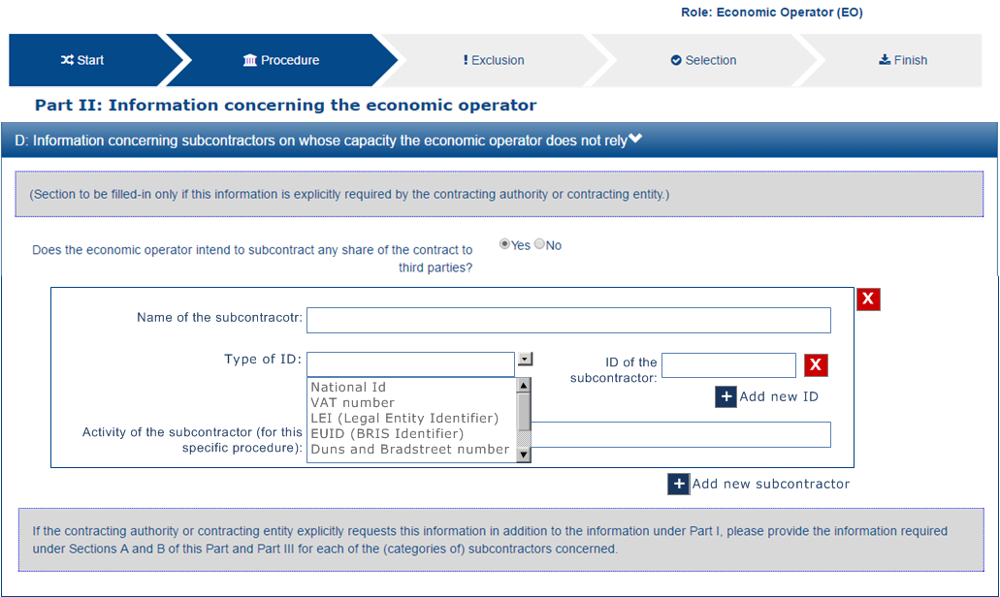 Role: Economic Operator (EO)
Start
Procedure
Exclusion
Selection
Finish
Part II: Information concerning the economic operator
D: Information concerning subcontractors on whose capacity the economic operator does not rely
(Section to be filled-in only if this information is explicitly required by the contracting authority or contracting entity.)
Does the economic operator intend to subcontract any share of the contract to
third parties?
Yes No
X
Name of the subcontracotr:
Type of ID:
ID of the
subcontractor:
X
National Id
VAT number
LEI (Legal Entity Identifier)
EUID (BRIS Identifier)
Duns and Bradstreet number
+ Add new ID
Activity of the subcontractor (for this
specific procedure):
+ Add new subcontractor
If the contracting authority or contracting entity explicitly requests this information in addition to the information under Part I, please provide the information required
under Sections A and B of this Part and Part III for each of the (categories of) subcontractors concerned.